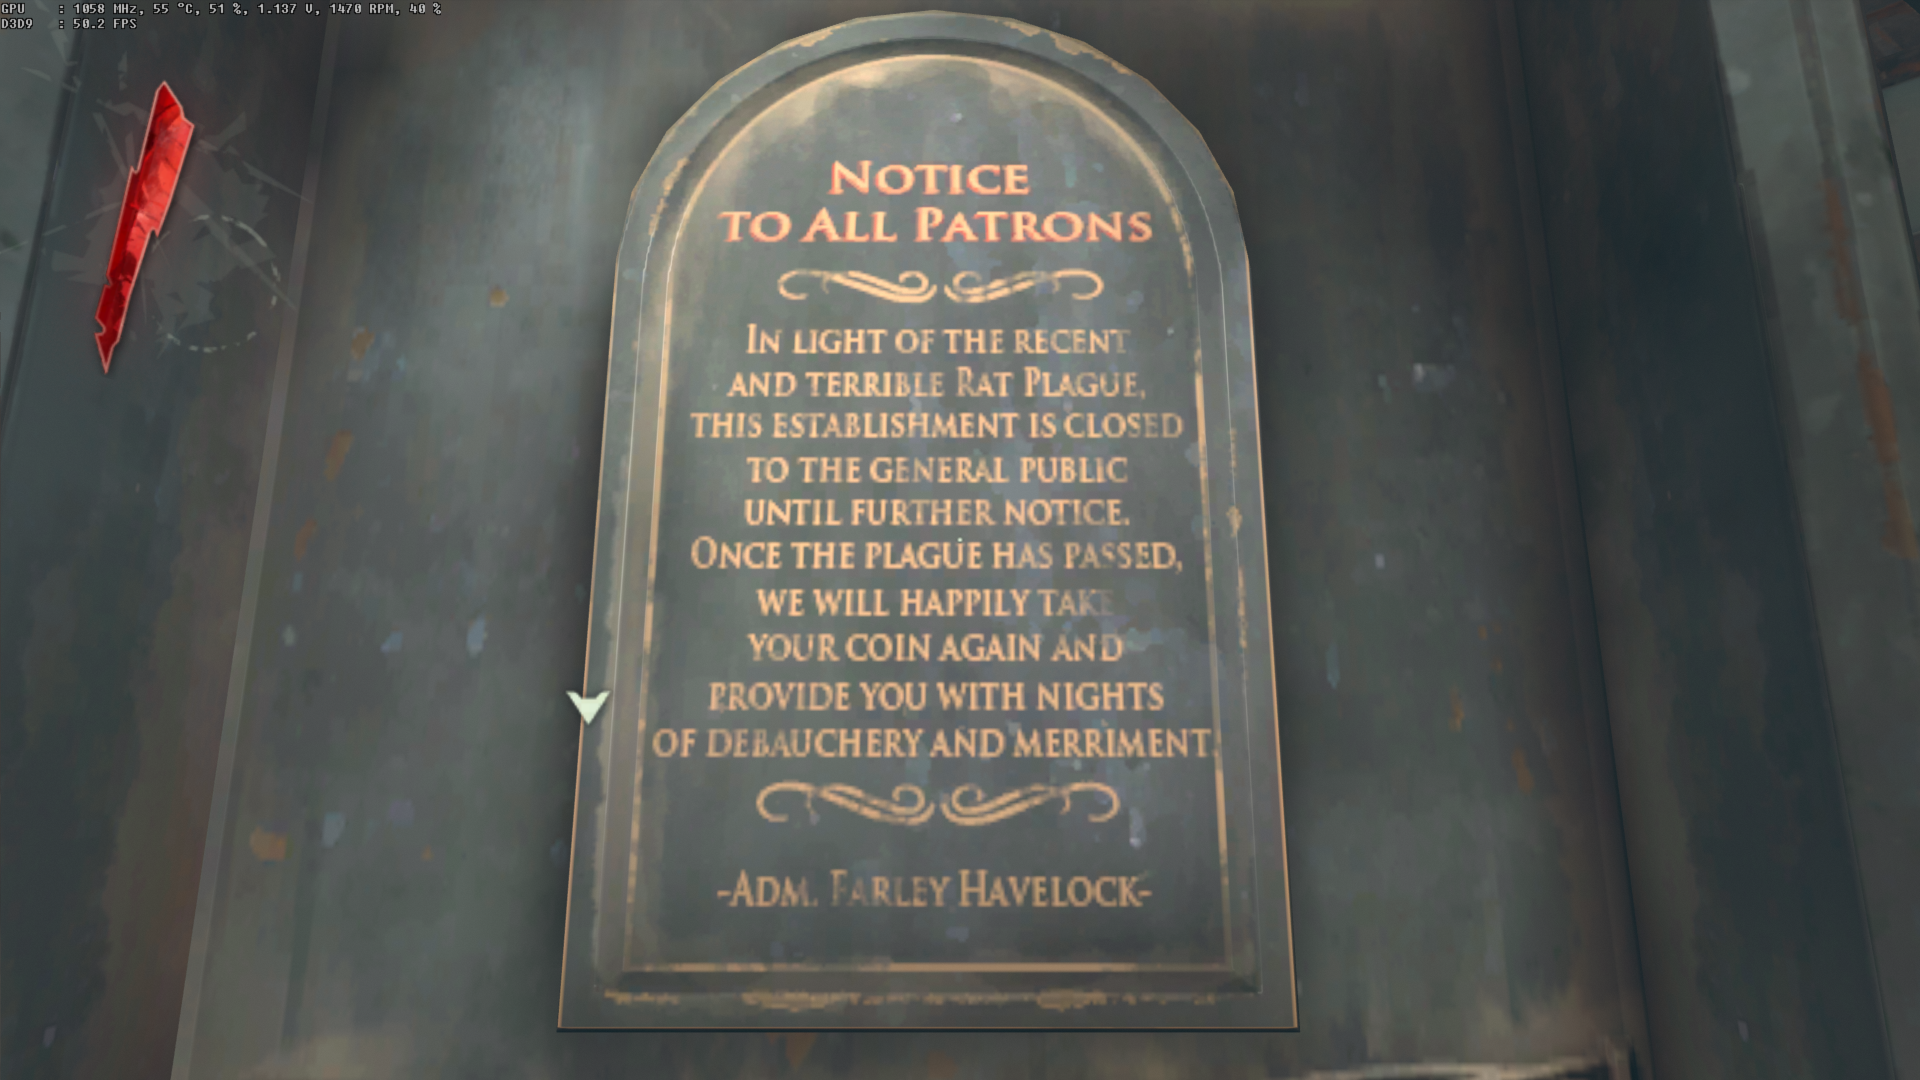 GPU : 1058 MHz, 55 °C, 51 %, 1.137 V, 1470 RPM, 40 %
D3D9 : 50.2 FPS
NOTICE
TO ALL PATRONS
IN LIGHT OF THE RECENT
AND TERRIBLE RAT PLAGUE,
THIS ESTABLISHMENT IS CLOSED
TO THE GENERAL PUBLIC
UNTIL FURTHER NOTICE.
ONCE THE PLAGUE HAS PASSED,
WE WILL HAPPILY TAKE
YOUR COIN AGAIN AND
PROVIDE YOU WITH NIGHTS
OF DEBAUCHERY AND MERRIMENT.
-ADM. FARLEY HAVELOCK-